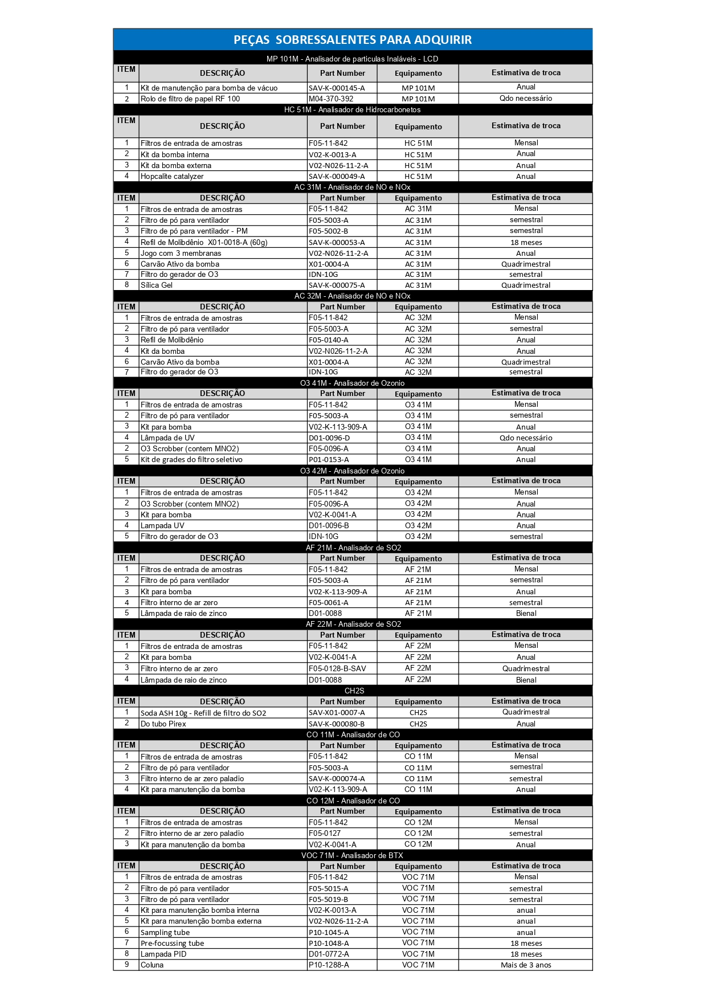 PEÇAS  SOBRESSALENTES PARA ADQUIRIR
MP 101M - Analisador de particulas Inaláveis - LCD
ITEM DESCRIÇÃO Part Number Equipamento Estimativa de troca
1 Kit de manutenção para bomba de vácuo SAV-K-000145-A MP 101M Anual
2 Rolo de filtro de papel RF 100 M04-370-392 MP 101M Qdo necessário
HC 51M - Analisador de Hidrocarbonetos
ITEM DESCRIÇÃO Part Number Equipamento Estimativa de troca
1 Filtros de entrada de amostras F05-11-842 HC 51M Mensal
2 Kit da bomba interna V02-K-0013-A HC 51M Anual
3 Kit da bomba externa V02-N026-11-2-A HC 51M Anual
4 Hopcalite catalyzer SAV-K-000049-A HC 51M Anual
AC 31M - Analisador de NO e NOx
ITEM DESCRIÇÃO Part Number Equipamento Estimativa de troca
1 Filtros de entrada de amostras F05-11-842 AC 31M Mensal
2 Filtro de pó para ventilador F05-5003-A AC 31M semestral
3 Filtro de pó para ventilador - PM F05-5002-B AC 31M semestral
4 Refil de Molibdênio  X01-0018-A (60g) SAV-K-000053-A AC 31M 18 meses
5 Jogo com 3 membranas V02-N026-11-2-A AC 31M Anual
6 Carvão Ativo da bomba X01-0004-A AC 31M Quadrimestral
7 Filtro do gerador de O3 IDN-10G AC 31M semestral
8 Sílica Gel SAV-K-000075-A AC 31M Quadrimestral
AC 32M - Analisador de NO e NOx
ITEM DESCRIÇÃO Part Number Equipamento Estimativa de troca
1 Filtros de entrada de amostras F05-11-842 AC 32M Mensal
2 Filtro de pó para ventilador F05-5003-A AC 32M semestral
3 Refil de Molibdênio F05-0140-A AC 32M Anual
4 Kit da bomba V02-N026-11-2-A AC 32M Anual
6 Carvão Ativo da bomba X01-0004-A AC 32M Quadrimestral
7 Filtro do gerador de O3 IDN-10G AC 32M semestral
O3 41M - Analisador de Ozonio
ITEM DESCRIÇÃO Part Number Equipamento Estimativa de troca
1 Filtros de entrada de amostras F05-11-842 O3 41M Mensal
2 Filtro de pó para ventilador F05-5003-A O3 41M semestral
3 Kit para bomba V02-K-113-909-A O3 41M Anual
4 Lâmpada de UV D01-0096-D O3 41M Qdo necessário
2 O3 Scrobber (contem MNO2) F05-0096-A O3 41M Anual
5 Kit de grades do filtro seletivo P01-0153-A O3 41M Anual
O3 42M - Analisador de Ozonio
ITEM DESCRIÇÃO Part Number Equipamento Estimativa de troca
1 Filtros de entrada de amostras F05-11-842 O3 42M Mensal
2 O3 Scrobber (contem MNO2) F05-0096-A O3 42M Anual
3 Kit para bomba V02-K-0041-A O3 42M Anual
4 Lampada UV D01-0096-B O3 42M Anual
5 Filtro do gerador de O3 IDN-10G O3 42M semestral
AF 21M - Analisador de SO2
ITEM DESCRIÇÃO Part Number Equipamento Estimativa de troca
1 Filtros de entrada de amostras F05-11-842 AF 21M Mensal
2 Filtro de pó para ventilador F05-5003-A AF 21M semestral
3 Kit para bomba V02-K-113-909-A AF 21M Anual
4 Filtro interno de ar zero F05-0061-A AF 21M semestral
5 Lâmpada de raio de zinco D01-0088 AF 21M Bienal
AF 22M - Analisador de SO2
ITEM DESCRIÇÃO Part Number Equipamento Estimativa de troca
1 Filtros de entrada de amostras F05-11-842 AF 22M Mensal
2 Kit para bomba V02-K-0041-A AF 22M Anual
3 Filtro interno de ar zero F05-0128-B-SAV AF 22M Quadrimestral
4 Lâmpada de raio de zinco D01-0088 AF 22M Bienal
CH2S
ITEM DESCRIÇÃO Part Number Equipamento Estimativa de troca
1 Soda ASH 10g - Refill de filtro do SO2 SAV-X01-0007-A CH2S Quadrimestral
2 Do tubo Pirex SAV-K-000080-B CH2S Anual
CO 11M - Analisador de CO
ITEM DESCRIÇÃO Part Number Equipamento Estimativa de troca
1 Filtros de entrada de amostras F05-11-842 CO 11M Mensal
2 Filtro de pó para ventilador F05-5003-A CO 11M semestral
3 Filtro interno de ar zero paladio SAV-K-000074-A CO 11M semestral
4 Kit para manutenção da bomba V02-K-113-909-A CO 11M Anual
CO 12M - Analisador de CO
ITEM DESCRIÇÃO Part Number Equipamento Estimativa de troca
1 Filtros de entrada de amostras F05-11-842 CO 12M Mensal
2 Filtro interno de ar zero paladio F05-0127 CO 12M semestral
3 Kit para manutenção da bomba V02-K-0041-A CO 12M Anual
VOC 71M - Analisador de BTX
ITEM DESCRIÇÃO Part Number Equipamento Estimativa de troca
1 Filtros de entrada de amostras F05-11-842 VOC 71M Mensal
2 Filtro de pó para ventilador F05-5015-A VOC 71M semestral
3 Filtro de pó para ventilador F05-5019-B VOC 71M semestral
4 Kit para manutenção bomba interna V02-K-0013-A VOC 71M anual
5 Kit para manutenção bomba externa V02-N026-11-2-A VOC 71M anual
6 Sampling tube P10-1045-A VOC 71M anual
7 Pre-focussing tube P10-1048-A VOC 71M 18 meses
8 Lampada PID D01-0772-A VOC 71M 18 meses
9 Coluna P10-1288-A VOC 71M Mais de 3 anos